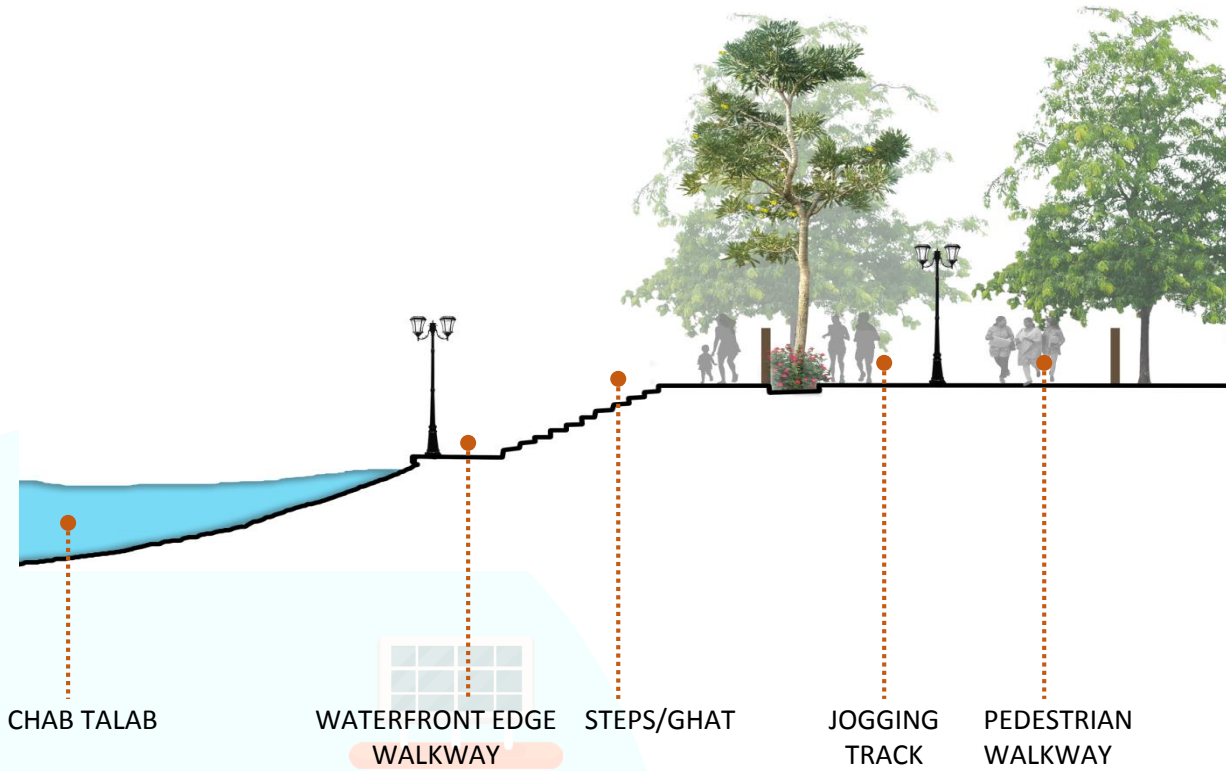 CHAB TALAB
WATERFRONT EDGE
WALKWAY
STEPS/GHAT
JOGGING
TRACK
PEDESTRIAN
WALKWAY